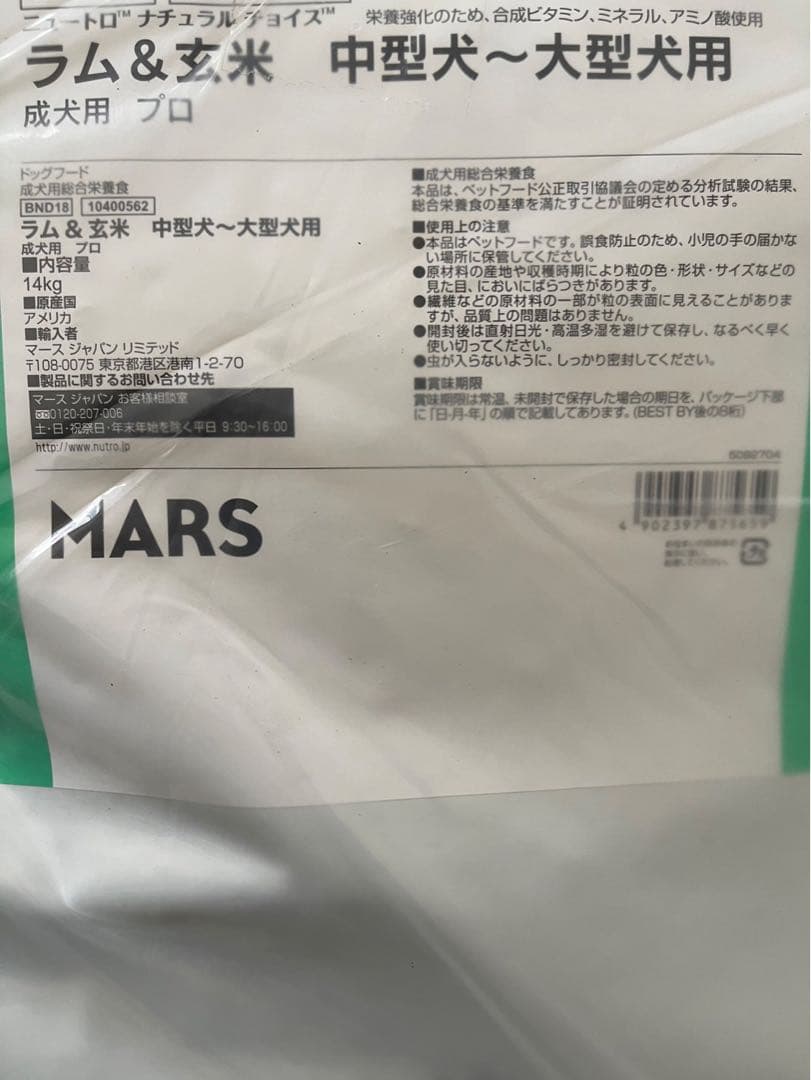 ニュートロ™ ナチュラル チョイス™
栄養強化のため、合成ビタミン、ミネラル、アミノ酸使用
ラム＆玄米 中型犬〜大型犬用
成犬用 プロ
ドッグフード
成犬用総合栄養食
BND18 10400562
ラム＆玄米 中型犬〜大型犬用
成犬用 プロ
■内容量
14kg
■原産国
アメリカ
■輸入者
マース ジャパン リミテッド
〒108-0075 東京都港区港南1-2-70
■製品に関するお問い合わせ先
マース ジャパン お客様相談室
0120-207-006
土・日・祝祭日・年末年始を除く平日 9:30〜16:00
http://www.nutro.jp
■成犬用総合栄養食
本品は、ペットフード公正取引協議会の定める分析試験の結果、
総合栄養食の基準を満たすことが証明されています。
■使用上の注意
●本品はペットフードです。誤食防止のため、小児の手の届かな
い場所に保管してください。
●原材料の産地や収穫時期により粒の色・形状・サイズなどの
見た目、においにばらつきがあります。
●繊維などの原材料の一部が粒の表面に見えることがありま
すが、品質上の問題はありません。
●開封後は直射日光・高温多湿を避けて保存し、なるべく早く
使い切ってください。
●虫が入らないように、しっかり密封してください。
■賞味期限
賞味期限は常温、未開封で保存した場合の期日を、パッケージ下部
に「日-月-年」の順で記載してあります。(BEST BY後の8桁)
5092704
MARS
4 902397 875659